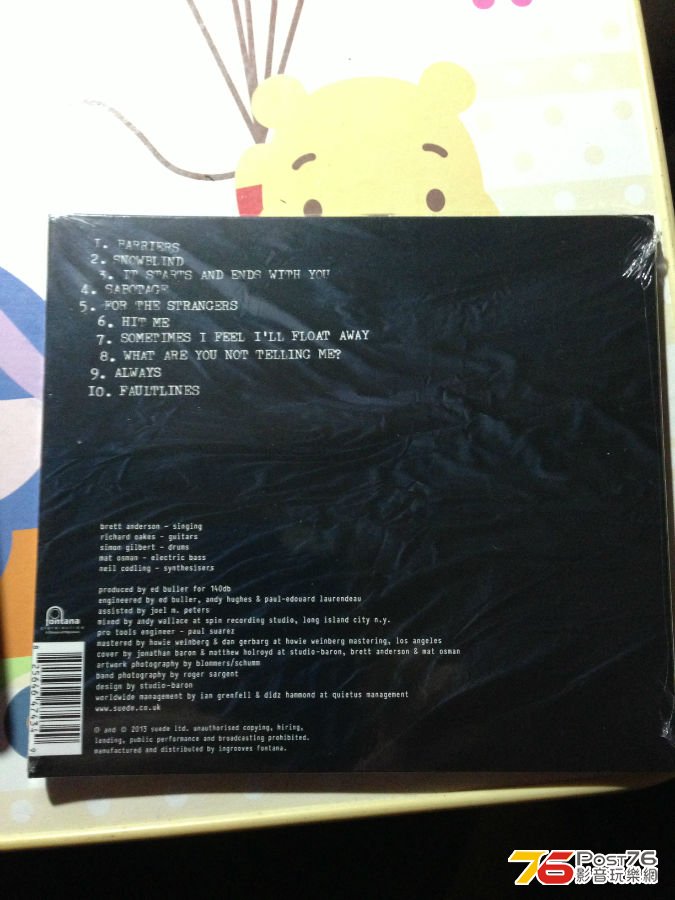 1. BARRIERS
2. SNOWBLIND
3. IT STARTS AND ENDS WITH YOU
4. SABOTAGE
5. FOR THE STRANGERS
6. HIT ME
7. SOMETIMES I FEEL I'LL FLOAT AWAY
8. WHAT ARE YOU NOT TELLING ME?
9. ALWAYS
10. FAULTLINES
brett anderson - singing
richard oakes - guitars
simon gilbert - drums
mat osman - electric bass
neil codling - synthesisers
produced by ed buller for 140db
engineered by ed buller, andy hughes & paul-edouard laurendeau
assisted by joel m. peters
mixed by andy wallace at spin recording studio, long island city n.y.
pro tools engineer - paul suarez
mastered by howie weinberg & dan gerbarg at howie weinberg mastering, los angeles
cover by jonathan baron & matthew holroyd at studio-baron, brett anderson & mat osman
artwork photography by blommers/schumm
band photography by roger sargent
design by studio-baron
worldwide management by ian grenfell & didz hammond at quietus management
www.suede.co.uk
℗ and © 2013 suede ltd. unauthorised copying, hiring,
lending, public performance and broadcasting prohibited.
manufactured and distributed by ingrooves fontana.
fontana
DISTRIBUTION
8 25646 47434 9
76 Post76
影音玩樂網